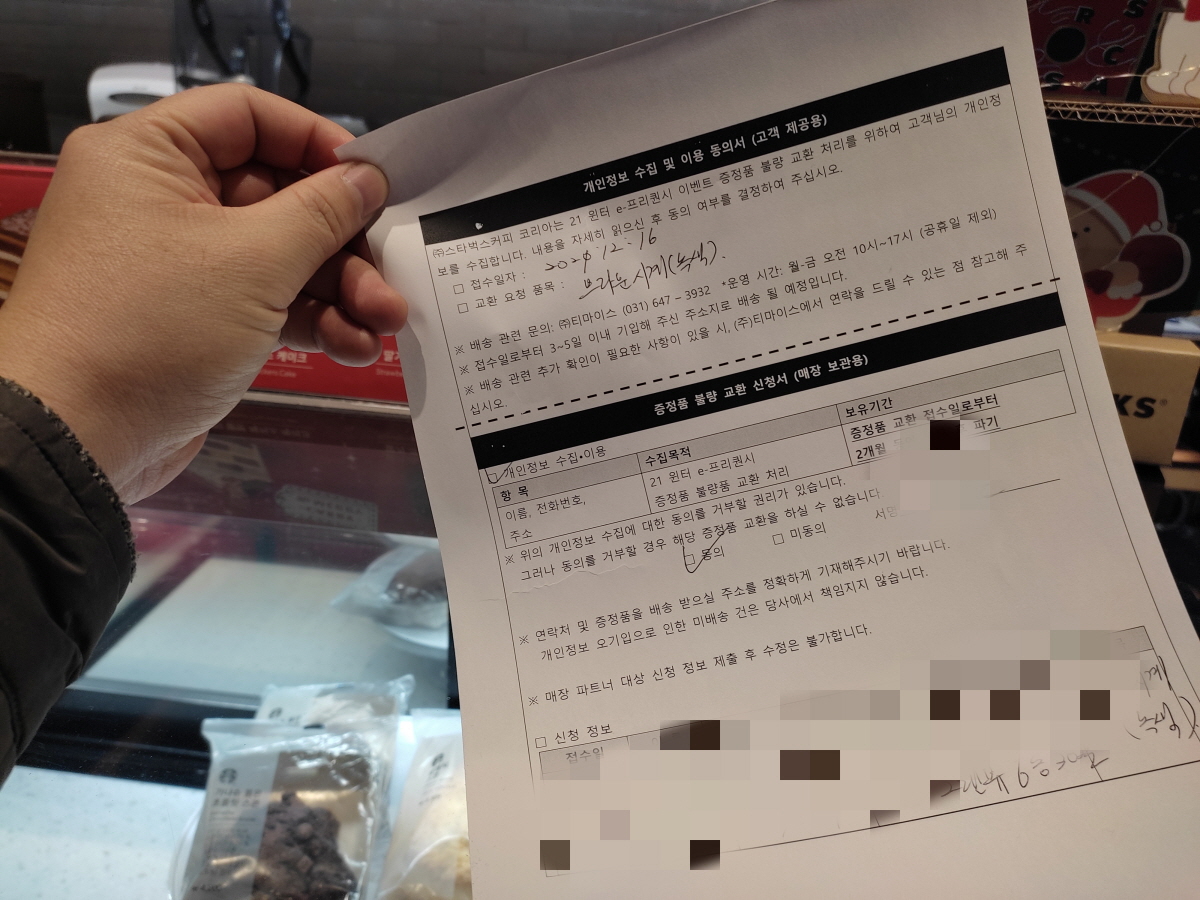 개인정보 수집 및 이용 동의서 (고객 제공용)
㈜스타벅스커피 코리아는 21 윈터 e-프리퀀시 이벤트 증정품 불량 교환 처리를 위하여 고객님의 개인정
보를 수집합니다. 내용을 자세히 읽으신 후 동의 여부를 결정하여 주십시오.
□ 접수일자 :
□ 교환 요청 품목 : 브라운시계(녹색).
※ 배송 관련 문의: ㈜티마이스 (031) 647 – 3932 *운영 시간: 월-금 오전 10시~17시 (공휴일 제외)
※ 접수일로부터 3~5일 이내 기입해 주신 주소지로 배송 될 예정입니다.
※ 배송 관련 추가 확인이 필요한 사항이 있을 시, (주)티마이스에서 연락을 드릴 수 있는 점 참고해 주
십시오.
증정품 불량 교환 신청서 (매장 보관용)
□ 개인정보 수집•이용
항 목 수집목적 보유기간
이름, 전화번호, 21 윈터 e-프리퀀시 증정품 교환 접수일로부터
주소 증정품 불량품 교환 처리 2개월 파기
※ 위의 개인정보 수집에 대한 동의를 거부할 권리가 있습니다.
그러나 동의를 거부할 경우 해당 증정품 교환을 하실 수 없습니다.
□ 동의 □ 미동의
※ 연락처 및 증정품을 배송 받으실 주소를 정확하게 기재해주시기 바랍니다.
개인정보 오기입으로 인한 미배송 건은 당사에서 책임지지 않습니다.
※ 매장 파트너 대상 신청 정보 제출 후 수정은 불가합니다.
□ 신청 정보
접수일
(녹색)